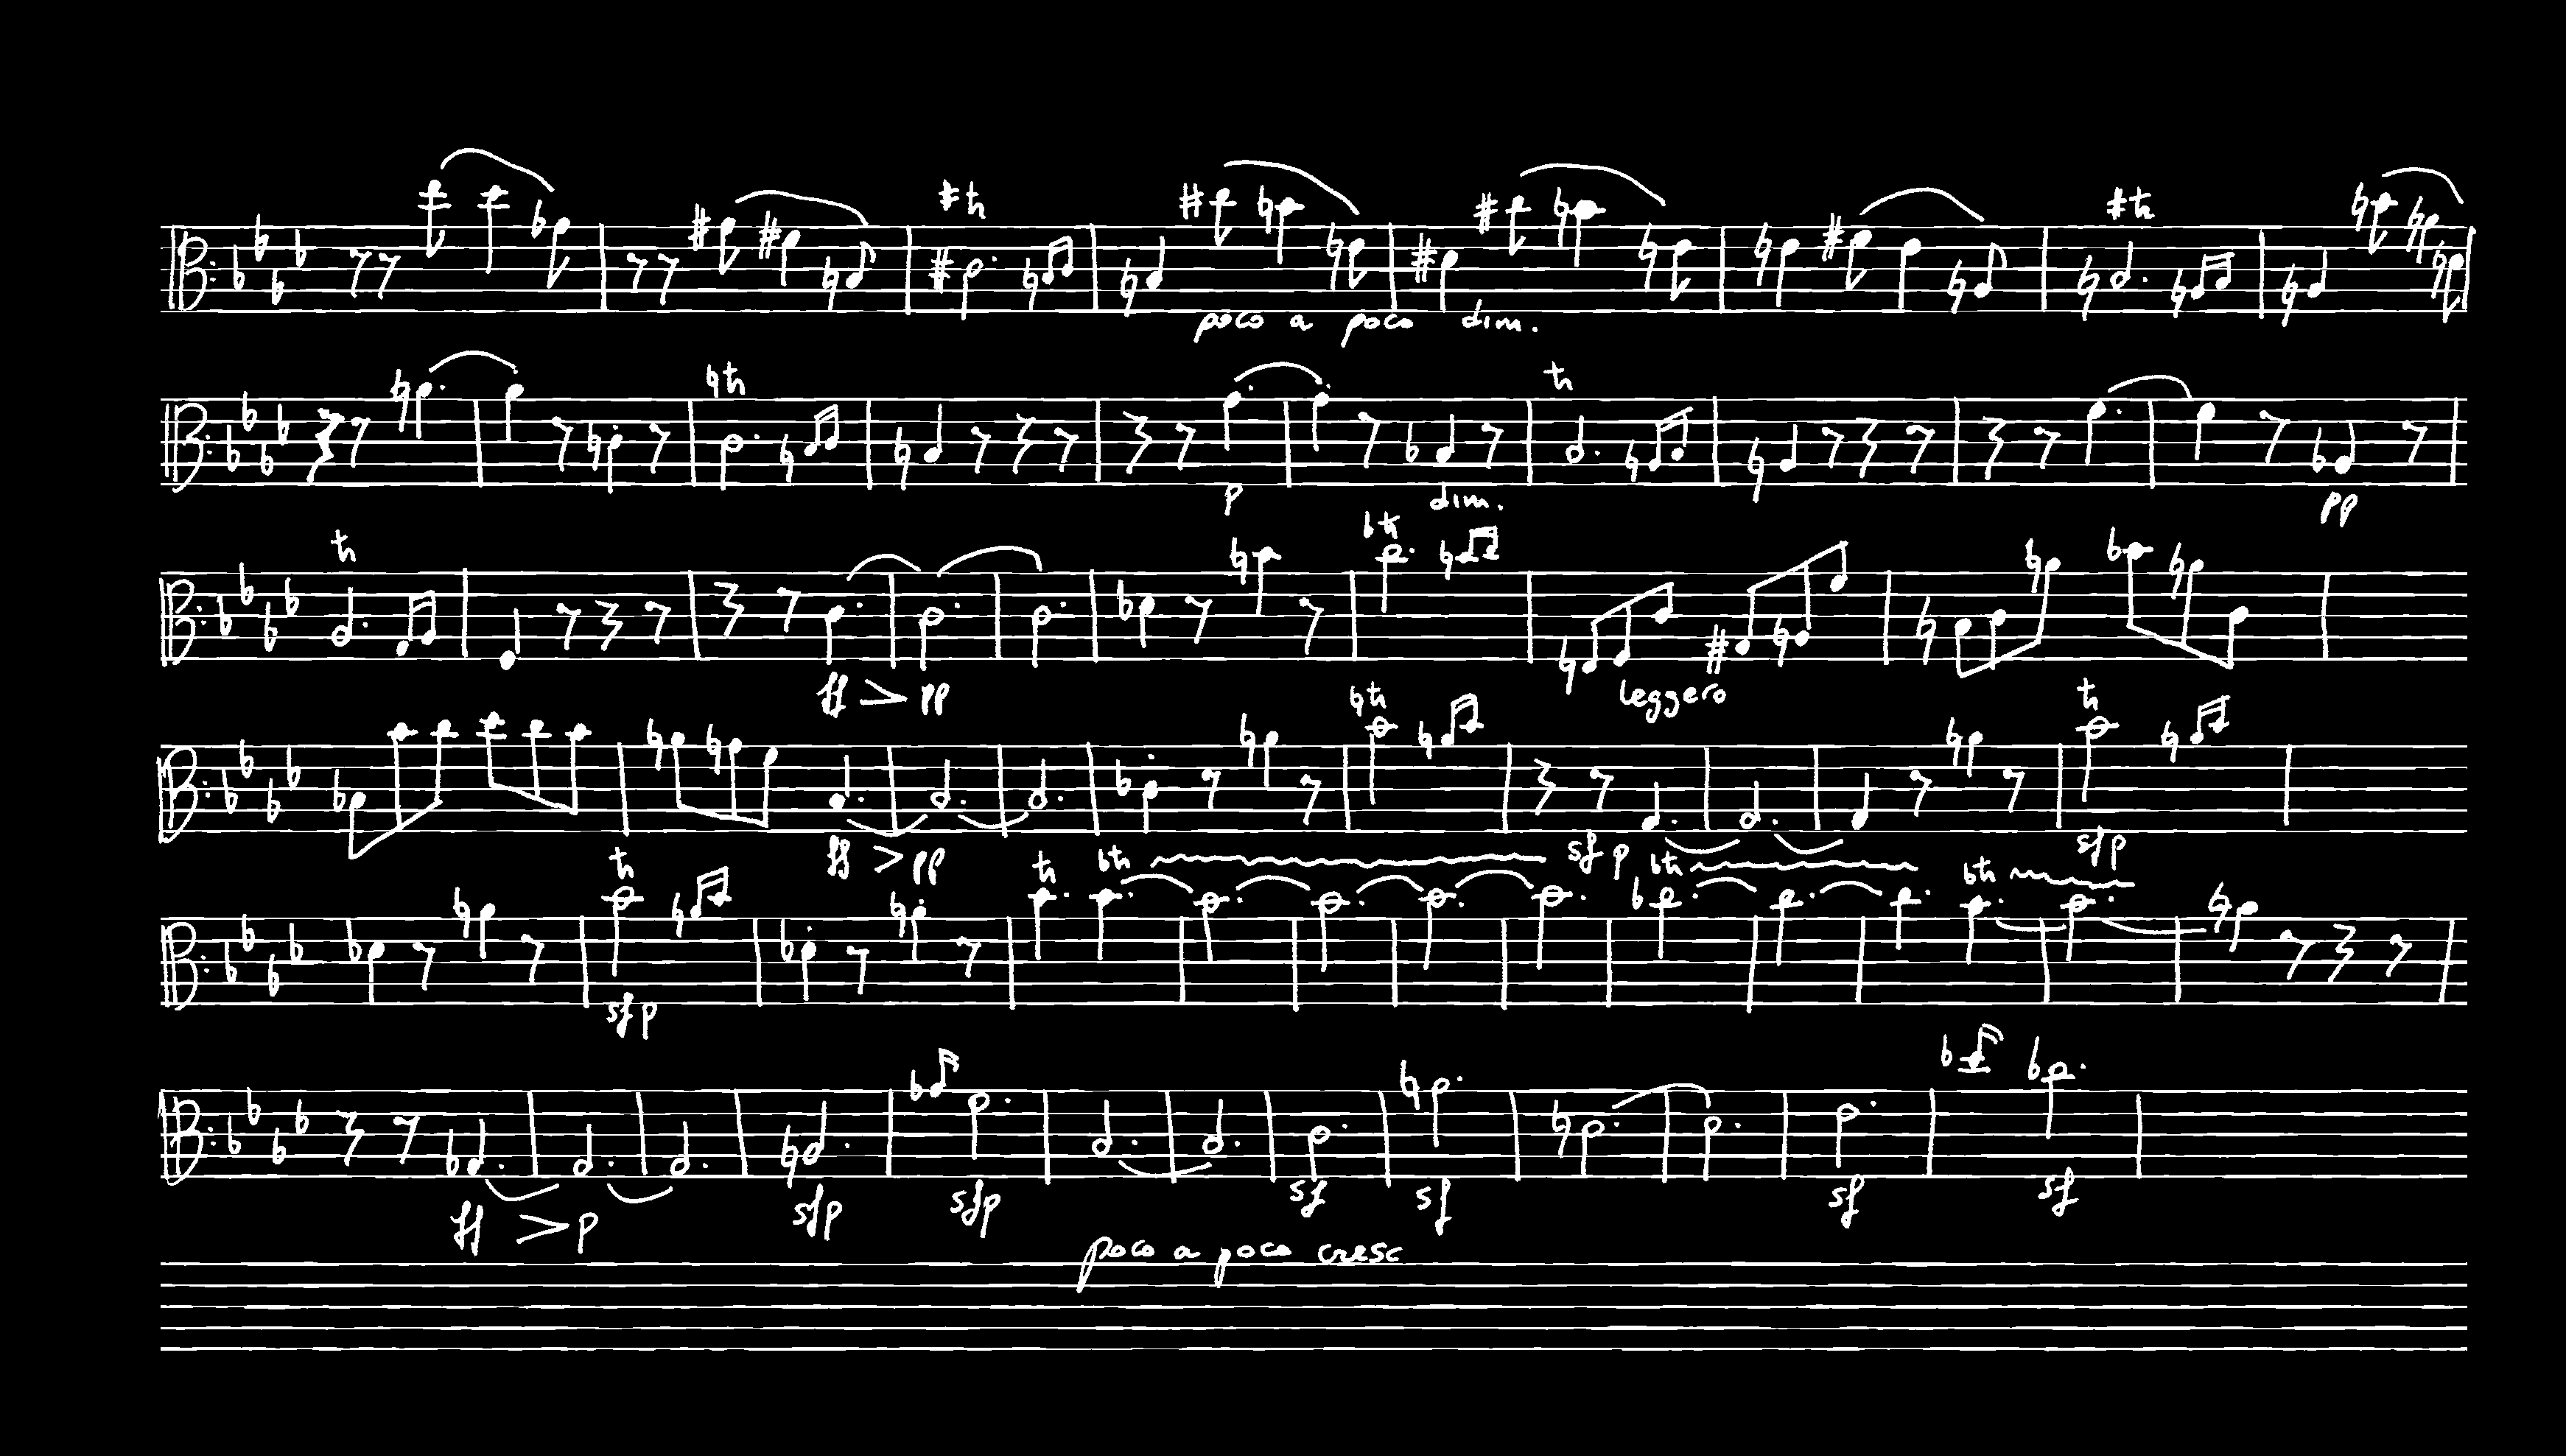 tr tr
poco a poco dim.
tr tr
p dim. pp
tr tr
ff pp leggero
tr tr
ff pp sfp sfp
tr tr tr tr tr
sfp
ff p sfp sfp sf sf sf sf
poco a poco cresc